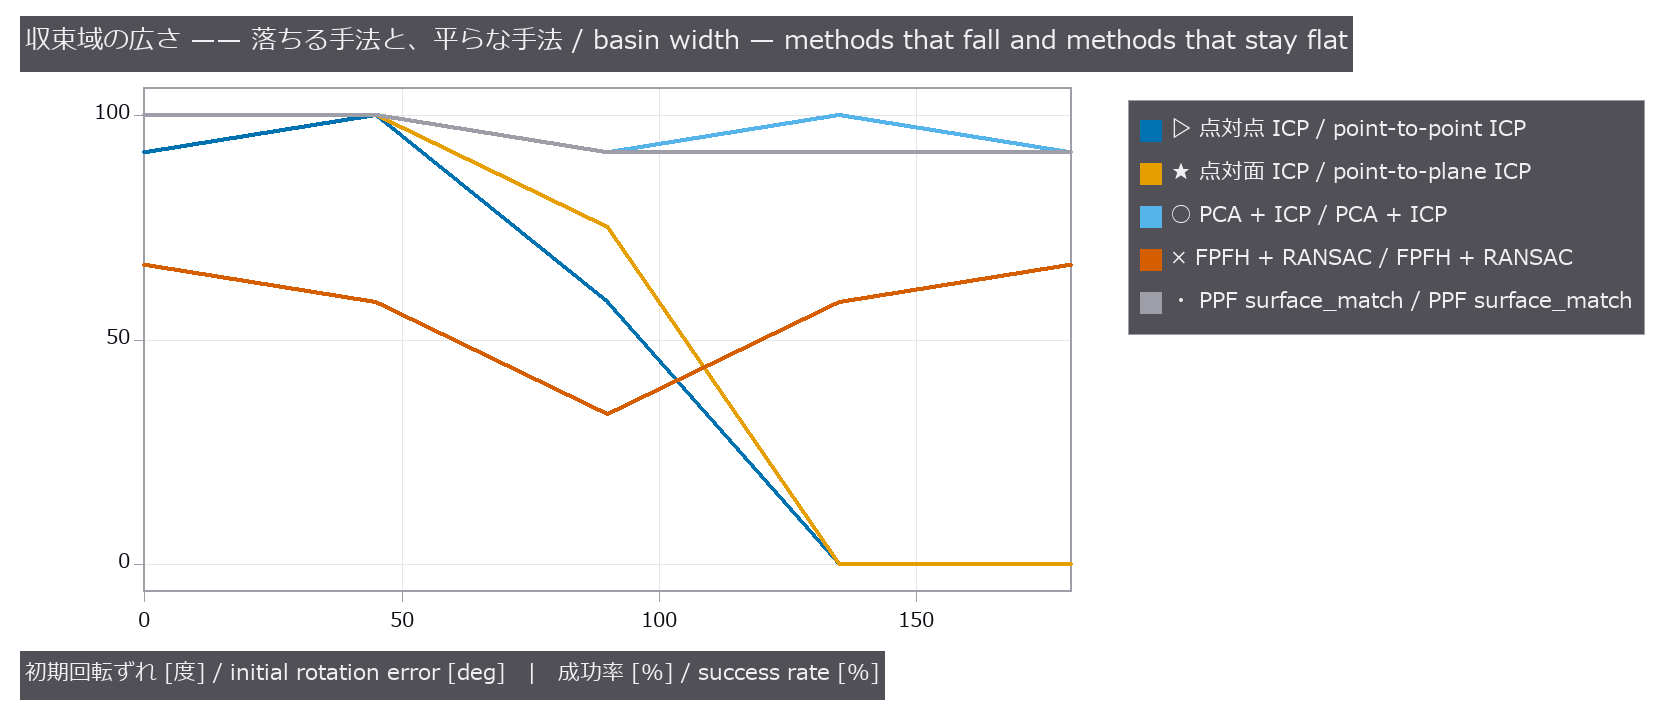 収束域の広さ —— 落ちる手法と、平らな手法 / basin width — methods that fall and methods that stay flat
100
50
0
0 50 100 150
▷ 点対点 ICP / point-to-point ICP
★ 点対面 ICP / point-to-plane ICP
○ PCA + ICP / PCA + ICP
× FPFH + RANSAC / FPFH + RANSAC
・ PPF surface_match / PPF surface_match
初期回転ずれ [度] / initial rotation error [deg] | 成功率 [%] / success rate [%]